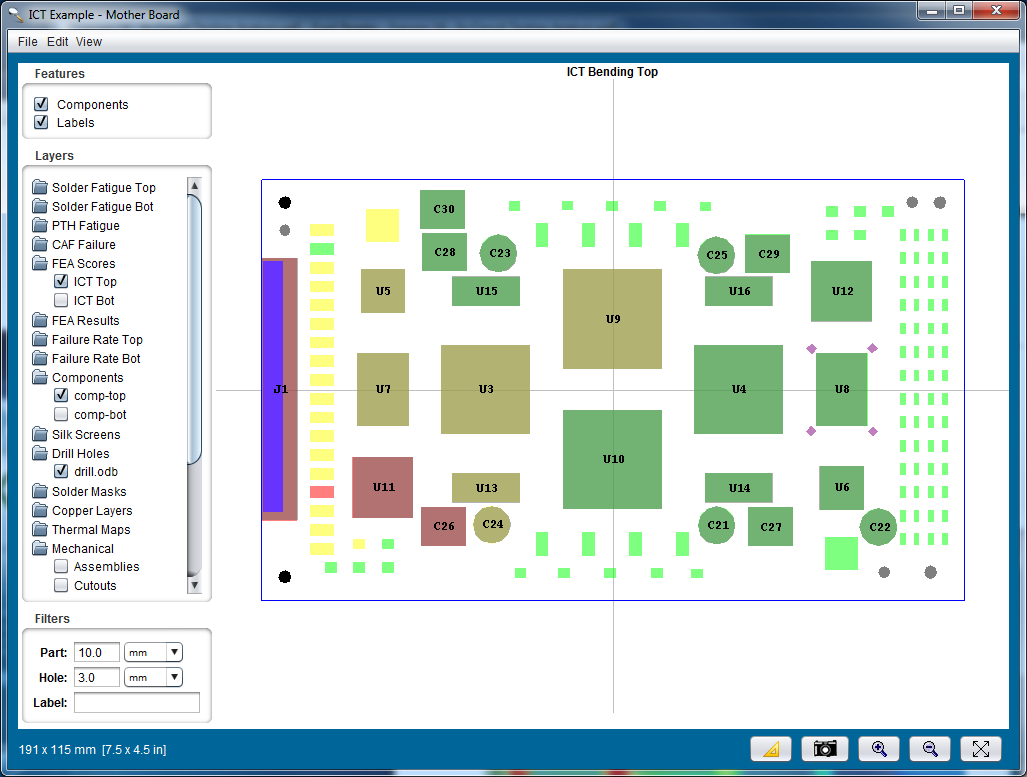 ICT Example - Mother Board
File Edit View
Features
Components
Labels
Layers
Solder Fatigue Top
Solder Fatigue Bot
PTH Fatigue
CAF Failure
FEA Scores
ICT Top
ICT Bot
FEA Results
Failure Rate Top
Failure Rate Bot
Components
comp-top
comp-bot
Silk Screens
Drill Holes
drill.odb
Solder Masks
Copper Layers
Thermal Maps
Mechanical
Assemblies
Cutouts
Filters
Part: 10.0 mm
Hole: 3.0 mm
Label:
ICT Bending Top
C30
C28 C23 C25 C29
U5 U15 U16 U12
U9
J1 U7 U3 U4 U8
U10
U11 U13 U14 U6
C26 C24 C21 C27 C22
191 x 115 mm [7.5 x 4.5 in]